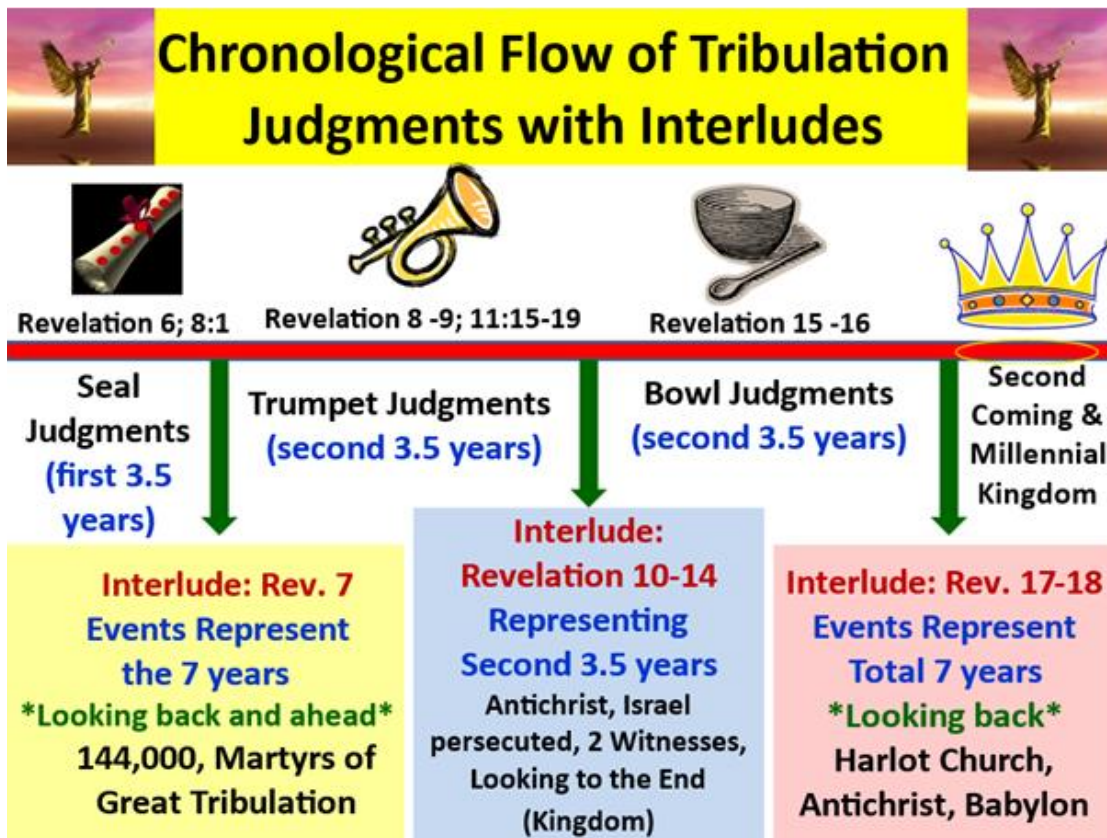 Chronological Flow of Tribulation
Judgments with Interludes
Revelation 6; 8:1
Revelation 8 -9; 11:15-19
Revelation 15 -16
Seal
Judgments
(first 3.5
years)
Trumpet Judgments
(second 3.5 years)
Bowl Judgments
(second 3.5 years)
Second
Coming &
Millennial
Kingdom
Interlude: Rev. 7
Events Represent
the 7 years
*Looking back and ahead*
144,000, Martyrs of
Great Tribulation
Interlude:
Revelation 10-14
Representing
Second 3.5 years
Antichrist, Israel
persecuted, 2 Witnesses,
Looking to the End
(Kingdom)
Interlude: Rev. 17-18
Events Represent
Total 7 years
*Looking back*
Harlot Church,
Antichrist, Babylon